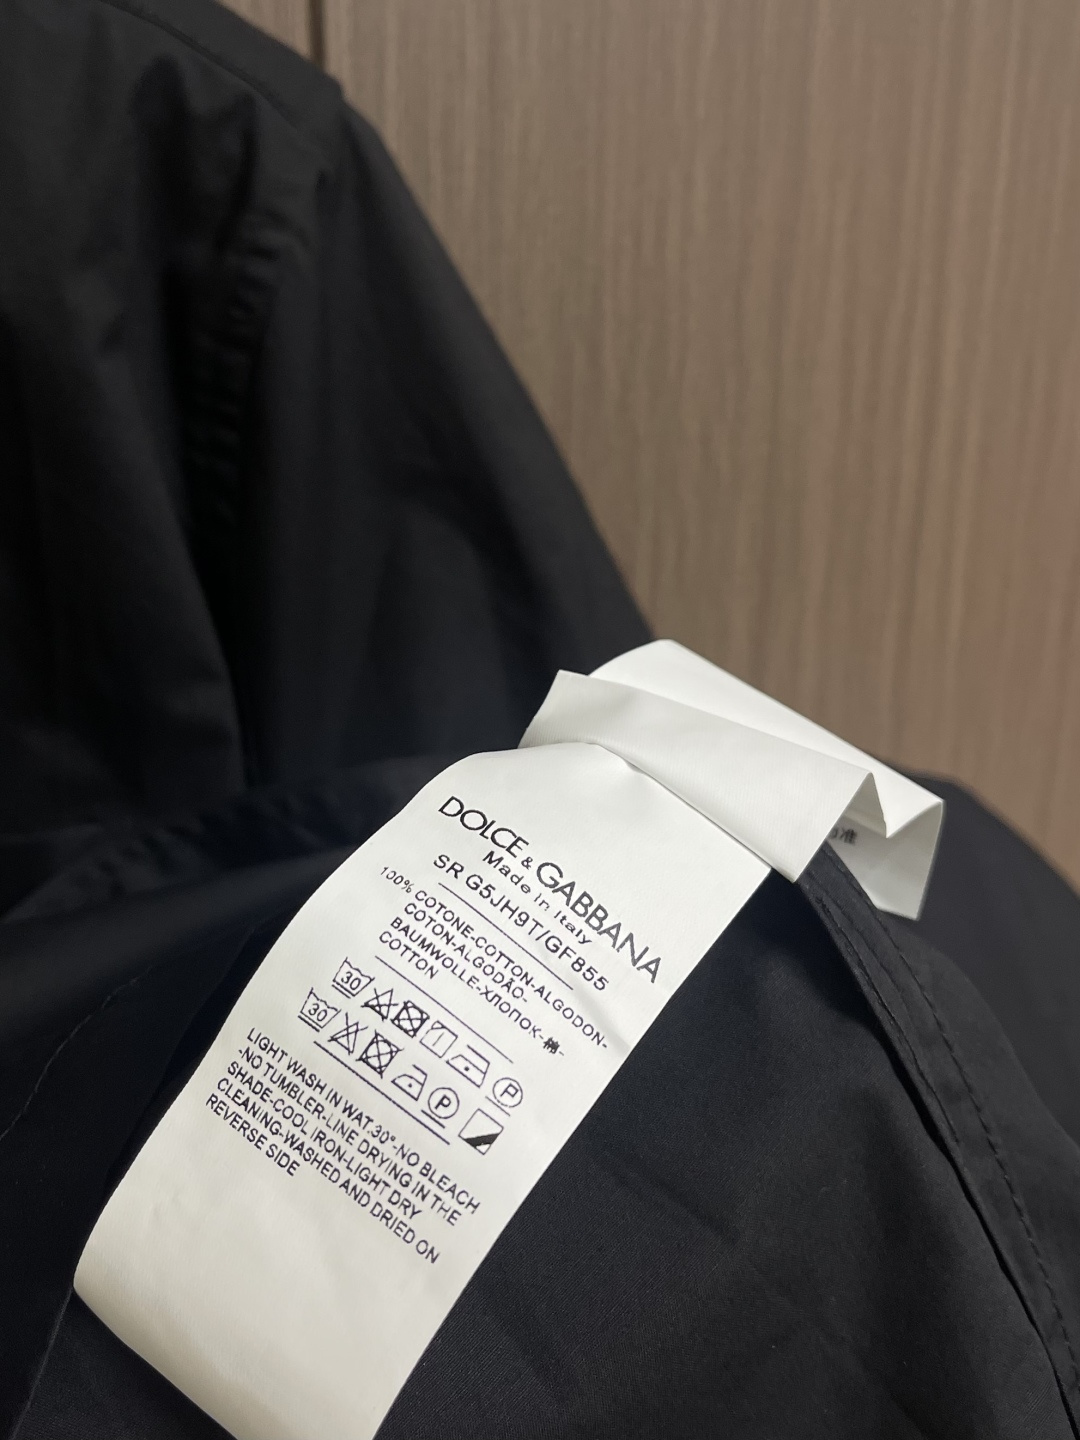 DOLCE & GABBANA
Made in Italy
SR G5JH9T/GF855
100% COTONE-COTTON-ALGODON-
COTON-ALGODÃO-
BAUMWOLLE-ХЛОПОК-棉-
COTTON
30 P
30 P
LIGHT WASH IN WAT.30°-NO BLEACH
-NO TUMBLER-LINE DRYING IN THE
SHADE-COOL IRON-LIGHT DRY
CLEANING-WASHED AND DRIED ON
REVERSE SIDE